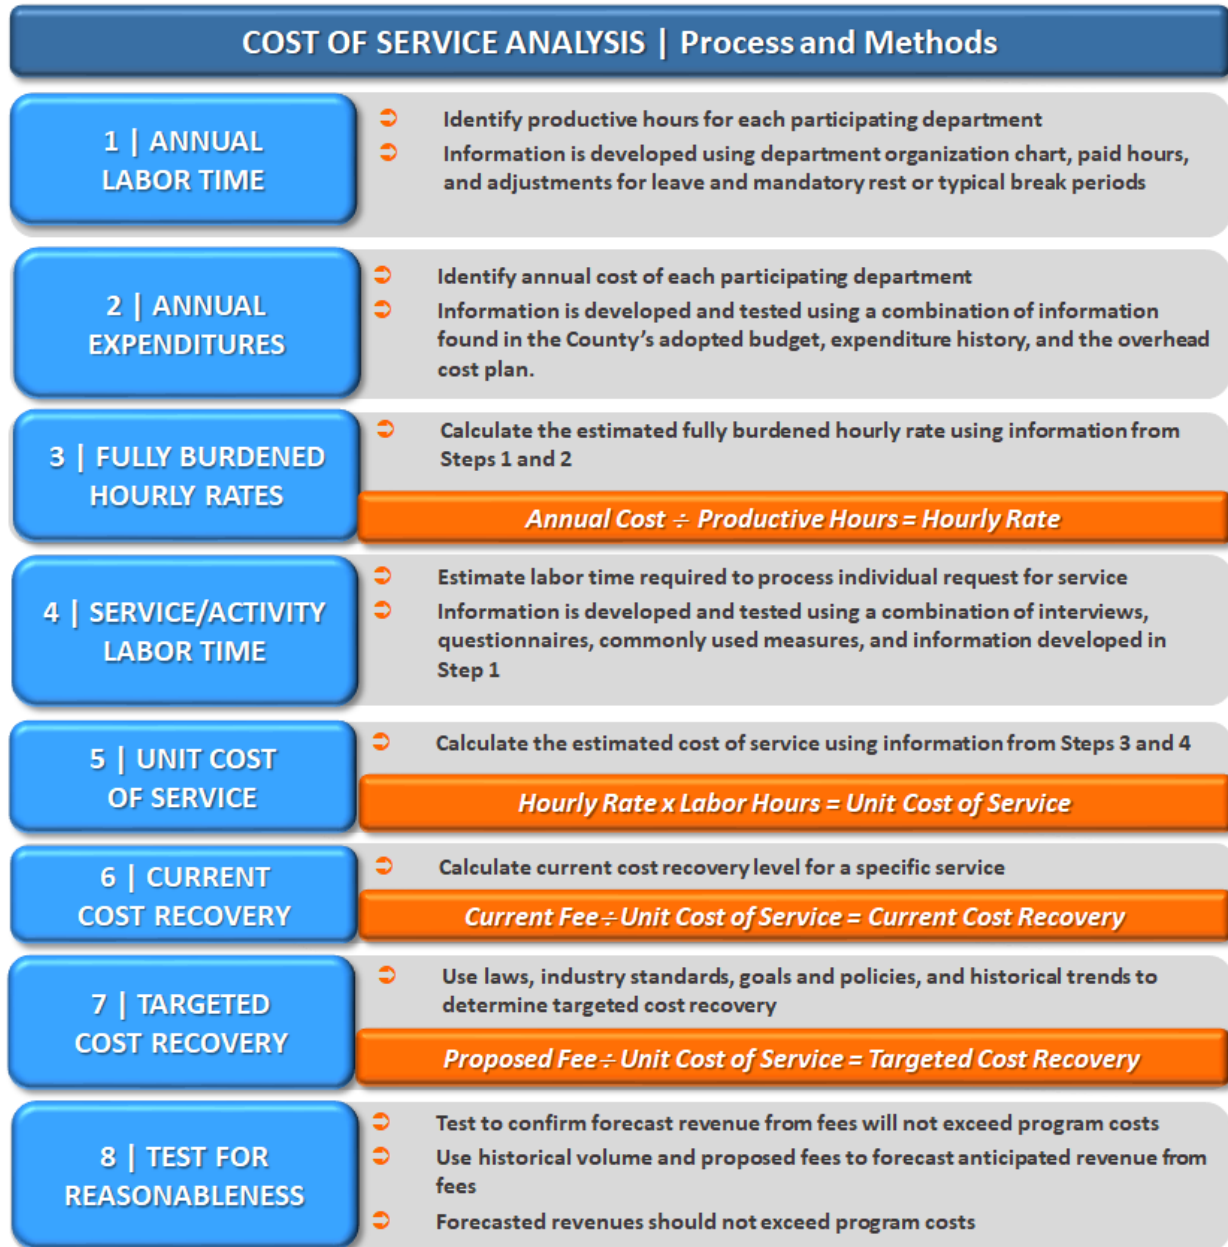 COST OF SERVICE ANALYSIS | Process and Methods
1 | ANNUAL
LABOR TIME
Identify productive hours for each participating department
Information is developed using department organization chart, paid hours,
and adjustments for leave and mandatory rest or typical break periods
2 | ANNUAL
EXPENDITURES
Identify annual cost of each participating department
Information is developed and tested using a combination of information
found in the County's adopted budget, expenditure history, and the overhead
cost plan.
3 | FULLY BURDENED
HOURLY RATES
Calculate the estimated fully burdened hourly rate using information from
Steps 1 and 2
Annual Cost ÷ Productive Hours = Hourly Rate
4 | SERVICE/ACTIVITY
LABOR TIME
Estimate labor time required to process individual request for service
Information is developed and tested using a combination of interviews,
questionnaires, commonly used measures, and information developed in
Step 1
5 | UNIT COST
OF SERVICE
Calculate the estimated cost of service using information from Steps 3 and 4
Hourly Rate x Labor Hours = Unit Cost of Service
6 | CURRENT
COST RECOVERY
Calculate current cost recovery level for a specific service
Current Fee ÷ Unit Cost of Service = Current Cost Recovery
7 | TARGETED
COST RECOVERY
Use laws, industry standards, goals and policies, and historical trends to
determine targeted cost recovery
Proposed Fee ÷ Unit Cost of Service = Targeted Cost Recovery
8 | TEST FOR
REASONABLENESS
Test to confirm forecast revenue from fees will not exceed program costs
Use historical volume and proposed fees to forecast anticipated revenue from
fees
Forecasted revenues should not exceed program costs